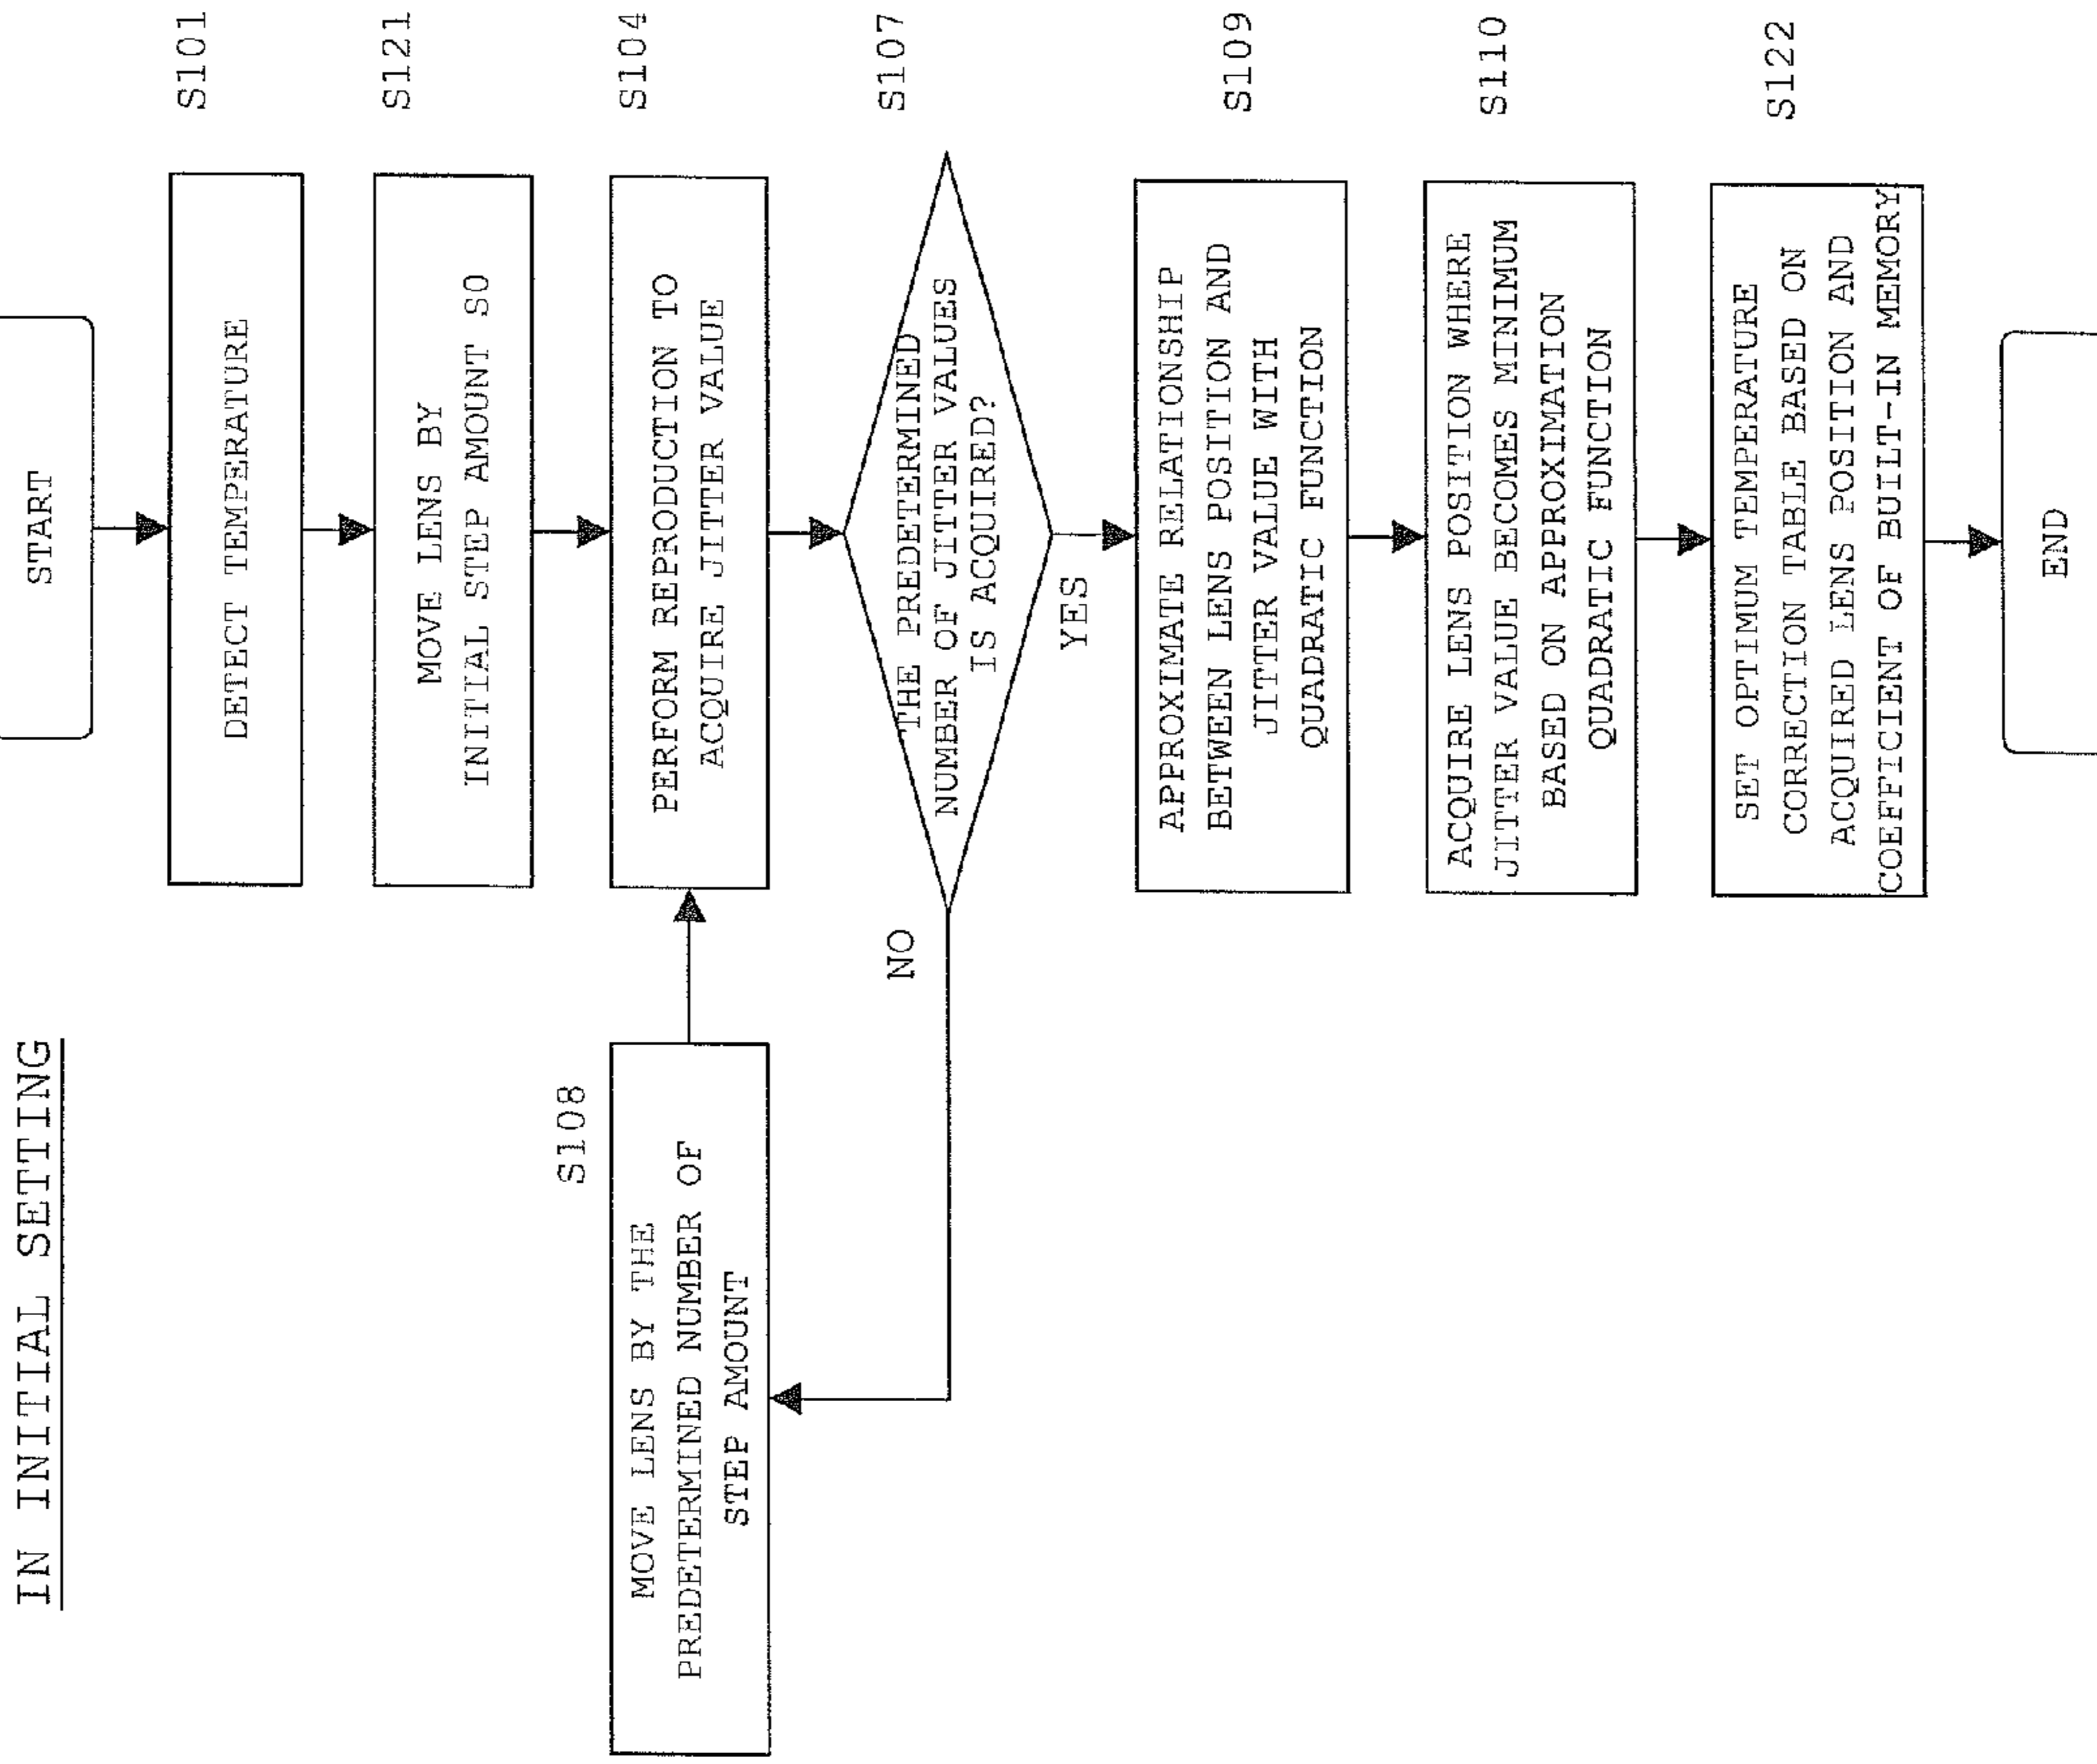 IN INITIAL SETTING
START
S101
DETECT TEMPERATURE
S121
MOVE LENS BY
INITIAL STEP AMOUNT S0
S104
PERFORM REPRODUCTION TO
ACQUIRE JITTER VALUE
S107
THE PREDETERMINED
NUMBER OF JITTER VALUES
IS ACQUIRED?
NO
YES
S108
MOVE LENS BY THE
PREDETERMINED NUMBER OF
STEP AMOUNT
S109
APPROXIMATE RELATIONSHIP
BETWEEN LENS POSITION AND
JITTER VALUE WITH
QUADRATIC FUNCTION
S110
ACQUIRE LENS POSITION WHERE
JITTER VALUE BECOMES MINIMUM
BASED ON APPROXIMATION
QUADRATIC FUNCTION
S122
SET OPTIMUM TEMPERATURE
CORRECTION TABLE BASED ON
ACQUIRED LENS POSITION AND
COEFFICIENT OF BUILT-IN MEMORY
END